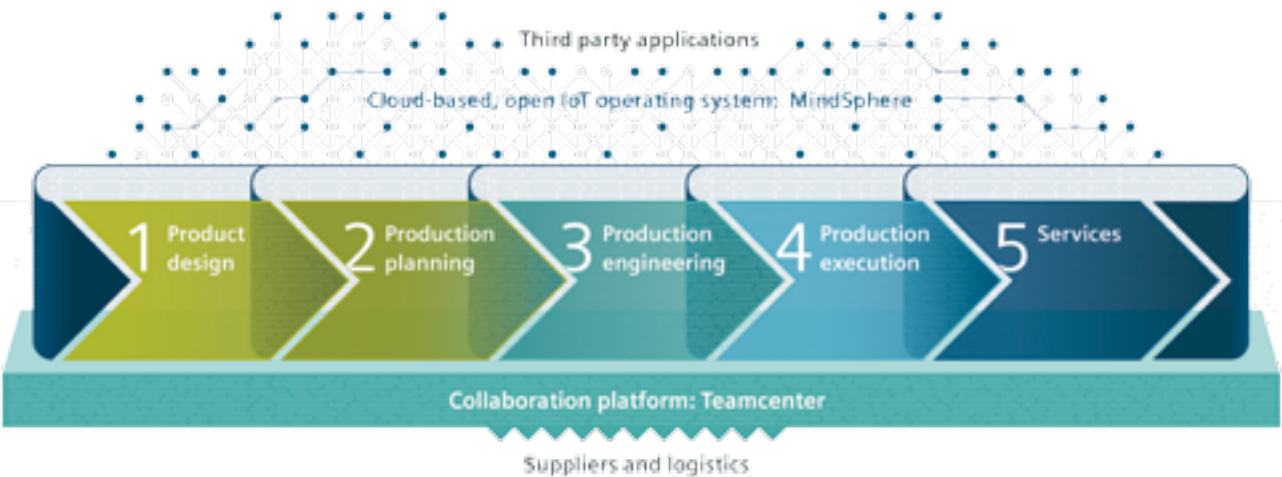 Third party applications
Cloud-based, open IoT operating system: MindSphere
1 Product design
2 Production planning
3 Production engineering
4 Production execution
5 Services
Collaboration platform: Teamcenter
Suppliers and logistics